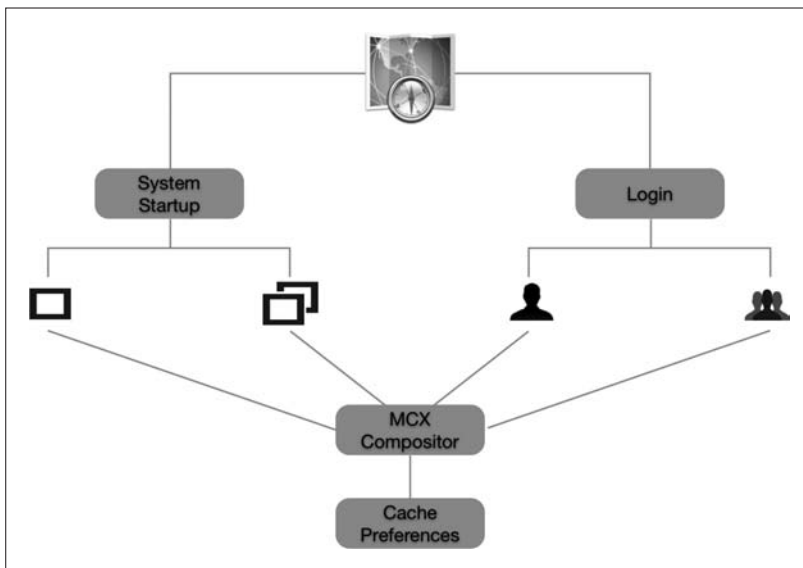 System
Startup
Login
MCX
Compositor
Cache
Preferences